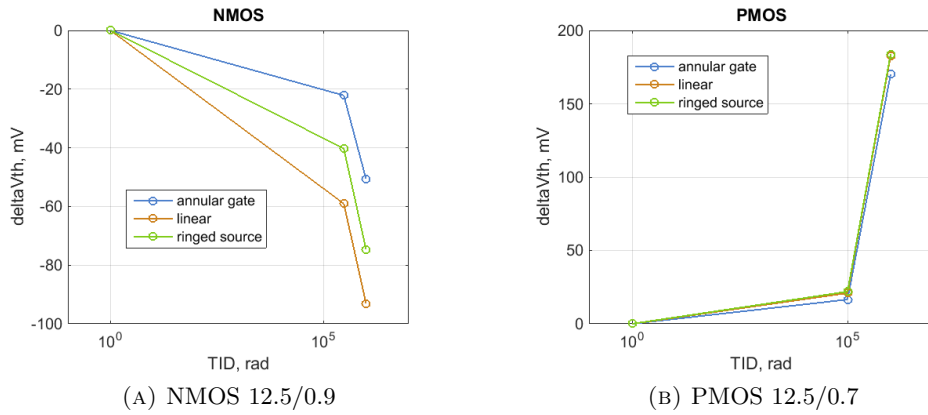 NMOS
0
-20
-40
-60
-80
-100
deltaVth, mV
annular gate
linear
ringed source
10^0
10^5
TID, rad
(A) NMOS 12.5/0.9
PMOS
200
150
100
50
0
deltaVth, mV
annular gate
linear
ringed source
10^0
10^5
TID, rad
(B) PMOS 12.5/0.7